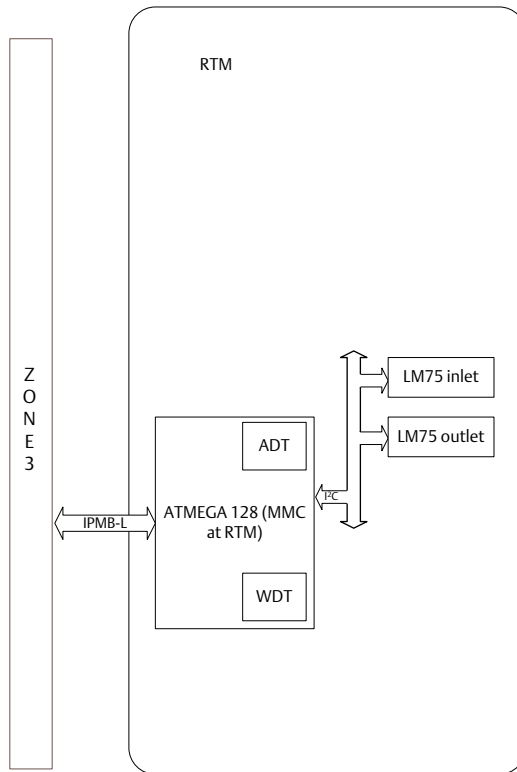 RTM
Z
O
N
E
3
LM75 inlet
LM75 outlet
ADT
I²C
ATMEGA 128 (MMC
at RTM)
IPMB-L
WDT